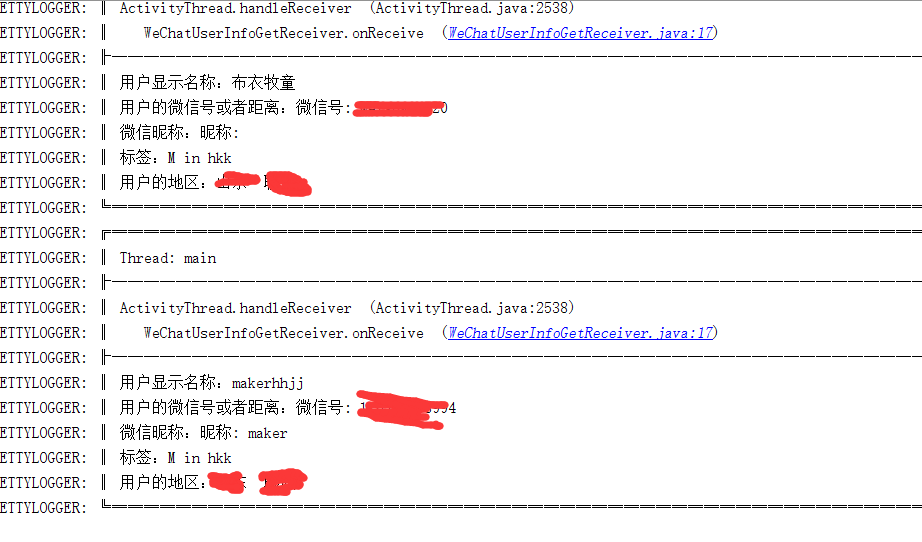 ETTYLOGGER: ║ ActivityThread.handleReceiver  (ActivityThread.java:2538)
ETTYLOGGER: ║    WeChatUserInfoGetReceiver.onReceive  (WeChatUserInfoGetReceiver.java:17)
ETTYLOGGER:
ETTYLOGGER: ║ 用户显示名称：布衣牧童
ETTYLOGGER: ║ 用户的微信号或者距离：微信号: 20
ETTYLOGGER: ║ 微信昵称：昵称:
ETTYLOGGER: ║ 标签：M in hkk
ETTYLOGGER: ║ 用户的地区：
ETTYLOGGER:
ETTYLOGGER:
ETTYLOGGER: ║ Thread: main
ETTYLOGGER:
ETTYLOGGER: ║ ActivityThread.handleReceiver  (ActivityThread.java:2538)
ETTYLOGGER: ║    WeChatUserInfoGetReceiver.onReceive  (WeChatUserInfoGetReceiver.java:17)
ETTYLOGGER:
ETTYLOGGER: ║ 用户显示名称：makerhhjj
ETTYLOGGER: ║ 用户的微信号或者距离：微信号: 994
ETTYLOGGER: ║ 微信昵称：昵称: maker
ETTYLOGGER: ║ 标签：M in hkk
ETTYLOGGER: ║ 用户的地区：
ETTYLOGGER: